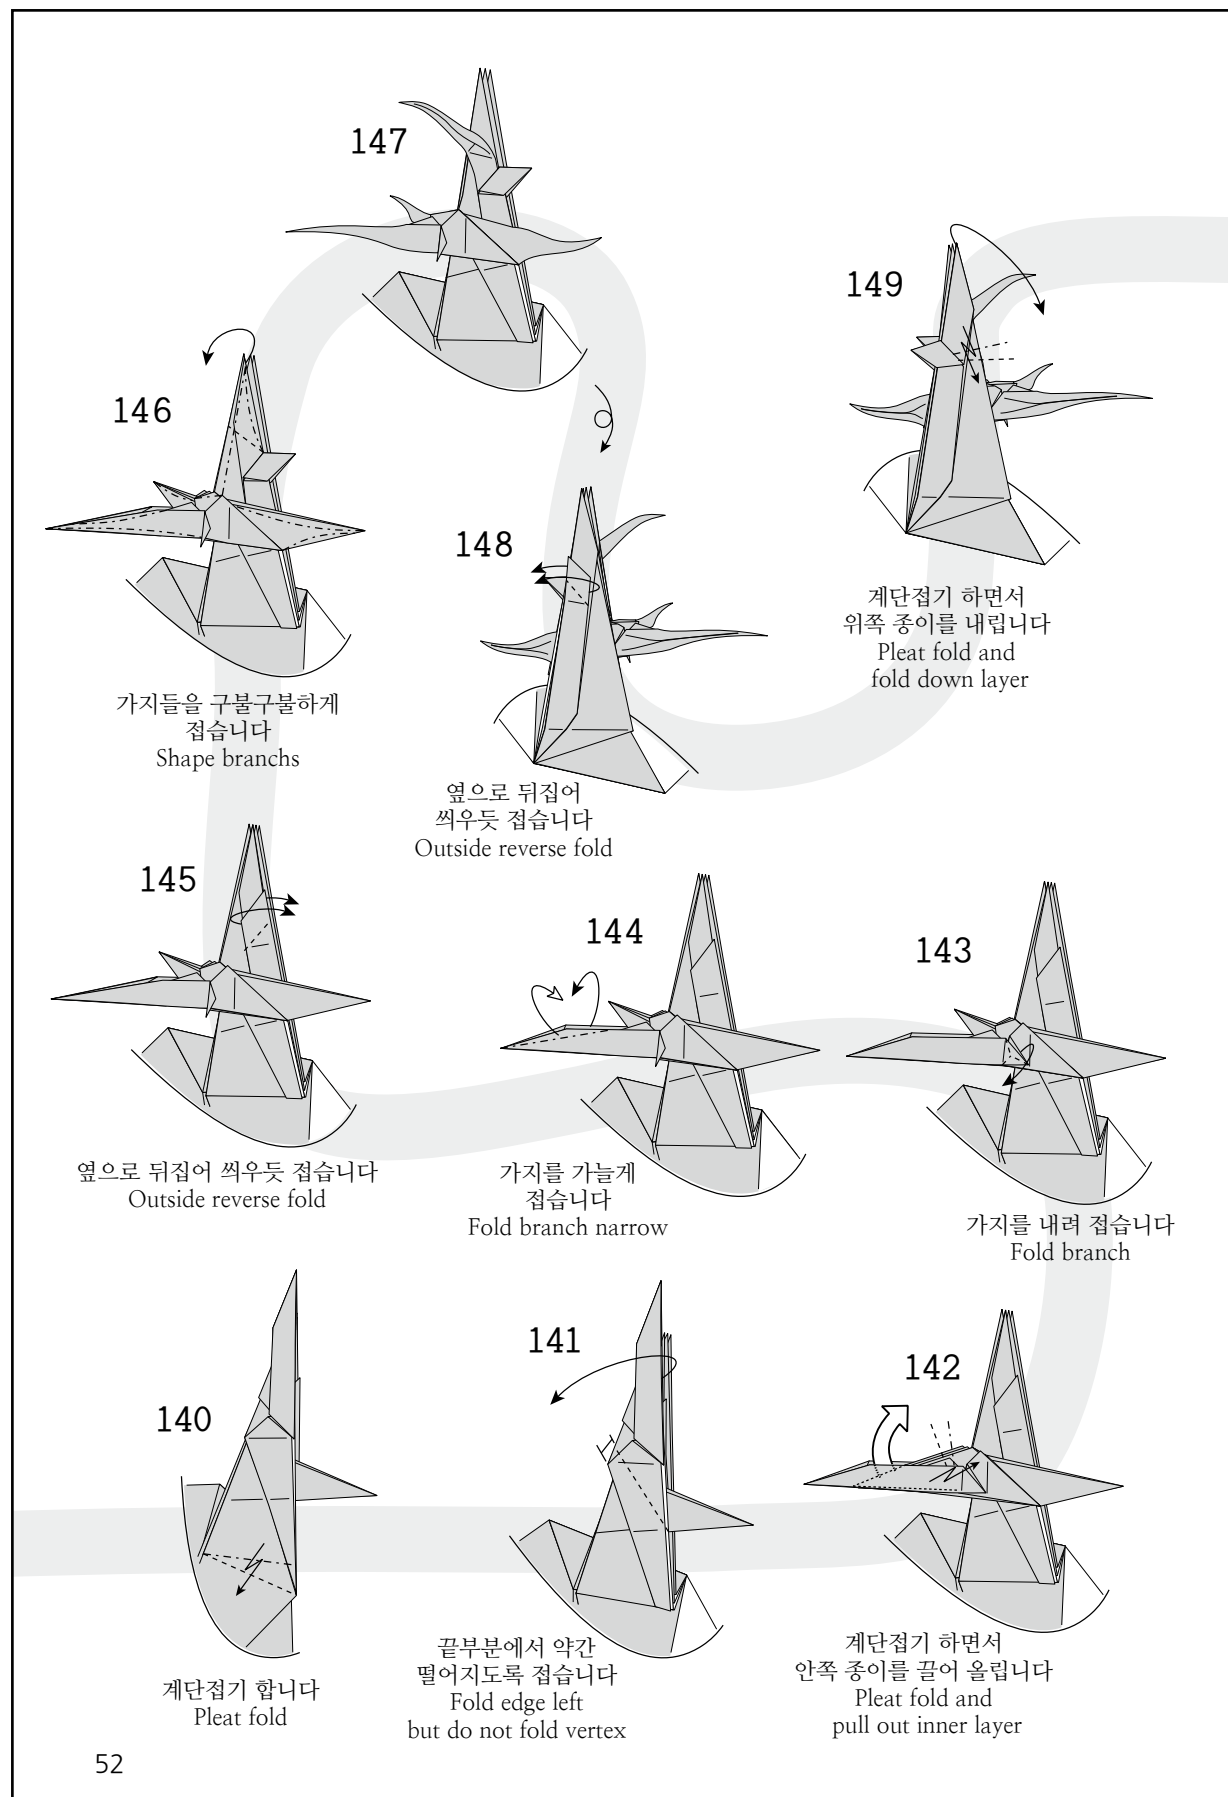 147
149
146
148
계단접기 하면서
위쪽 종이를 내립니다
Pleat fold and
fold down layer
가지들을 구불구불하게
접습니다
Shape branchs
옆으로 뒤집어
씌우듯 접습니다
Outside reverse fold
145
144
143
옆으로 뒤집어 씌우듯 접습니다
Outside reverse fold
가지를 가늘게
접습니다
Fold branch narrow
가지를 내려 접습니다
Fold branch
140
141
142
계단접기 합니다
Pleat fold
끝부분에서 약간
떨어지도록 접습니다
Fold edge left
but do not fold vertex
계단접기 하면서
안쪽 종이를 끌어 올립니다
Pleat fold and
pull out inner layer
52